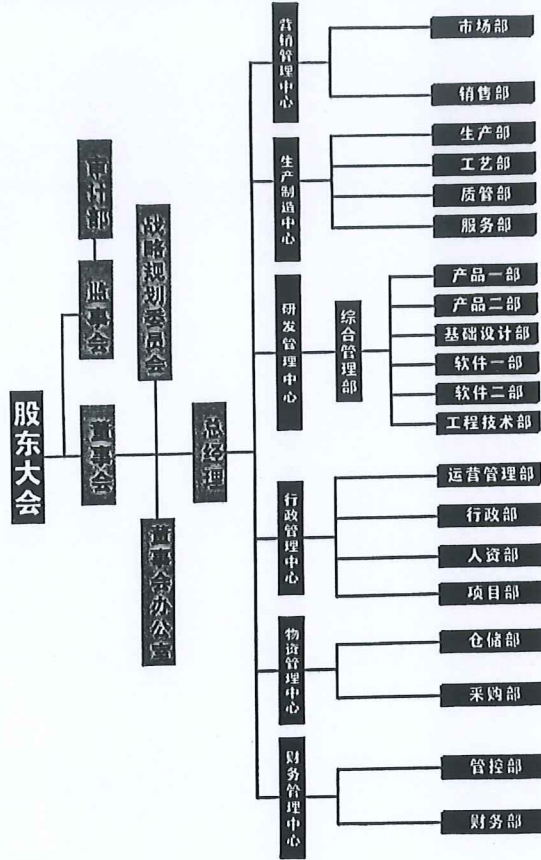 股东大会
监事会
审计部
董事会
战略规划委员会
董事会办公室
总经理
营销管理中心
市场部
销售部
生产制造中心
生产部
工艺部
质管部
服务部
研发管理中心
综合管理部
产品一部
产品二部
基础设计部
软件一部
软件二部
工程技术部
行政管理中心
运营管理部
行政部
人资部
项目部
物资管理中心
仓储部
采购部
财务管理中心
管控部
财务部